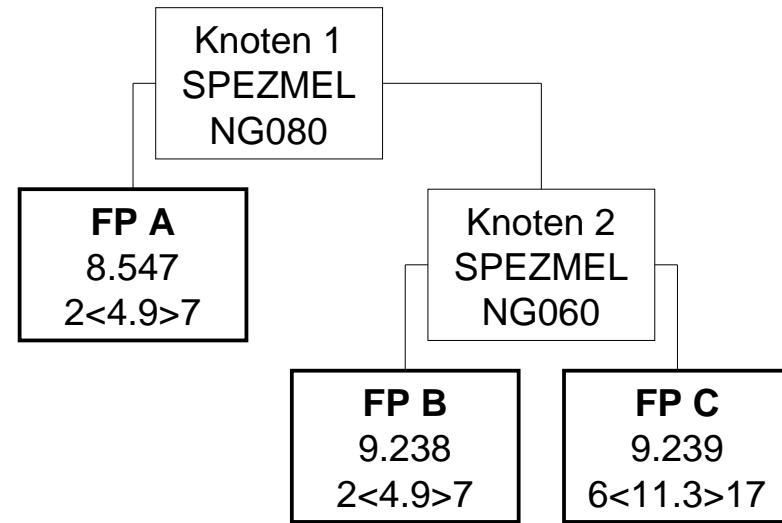 Knoten 1
SPEZMEL
NG080
FP A
8.547
2<4.9>7
Knoten 2
SPEZMEL
NG060
FP B
9.238
2<4.9>7
FP C
9.239
6<11.3>17